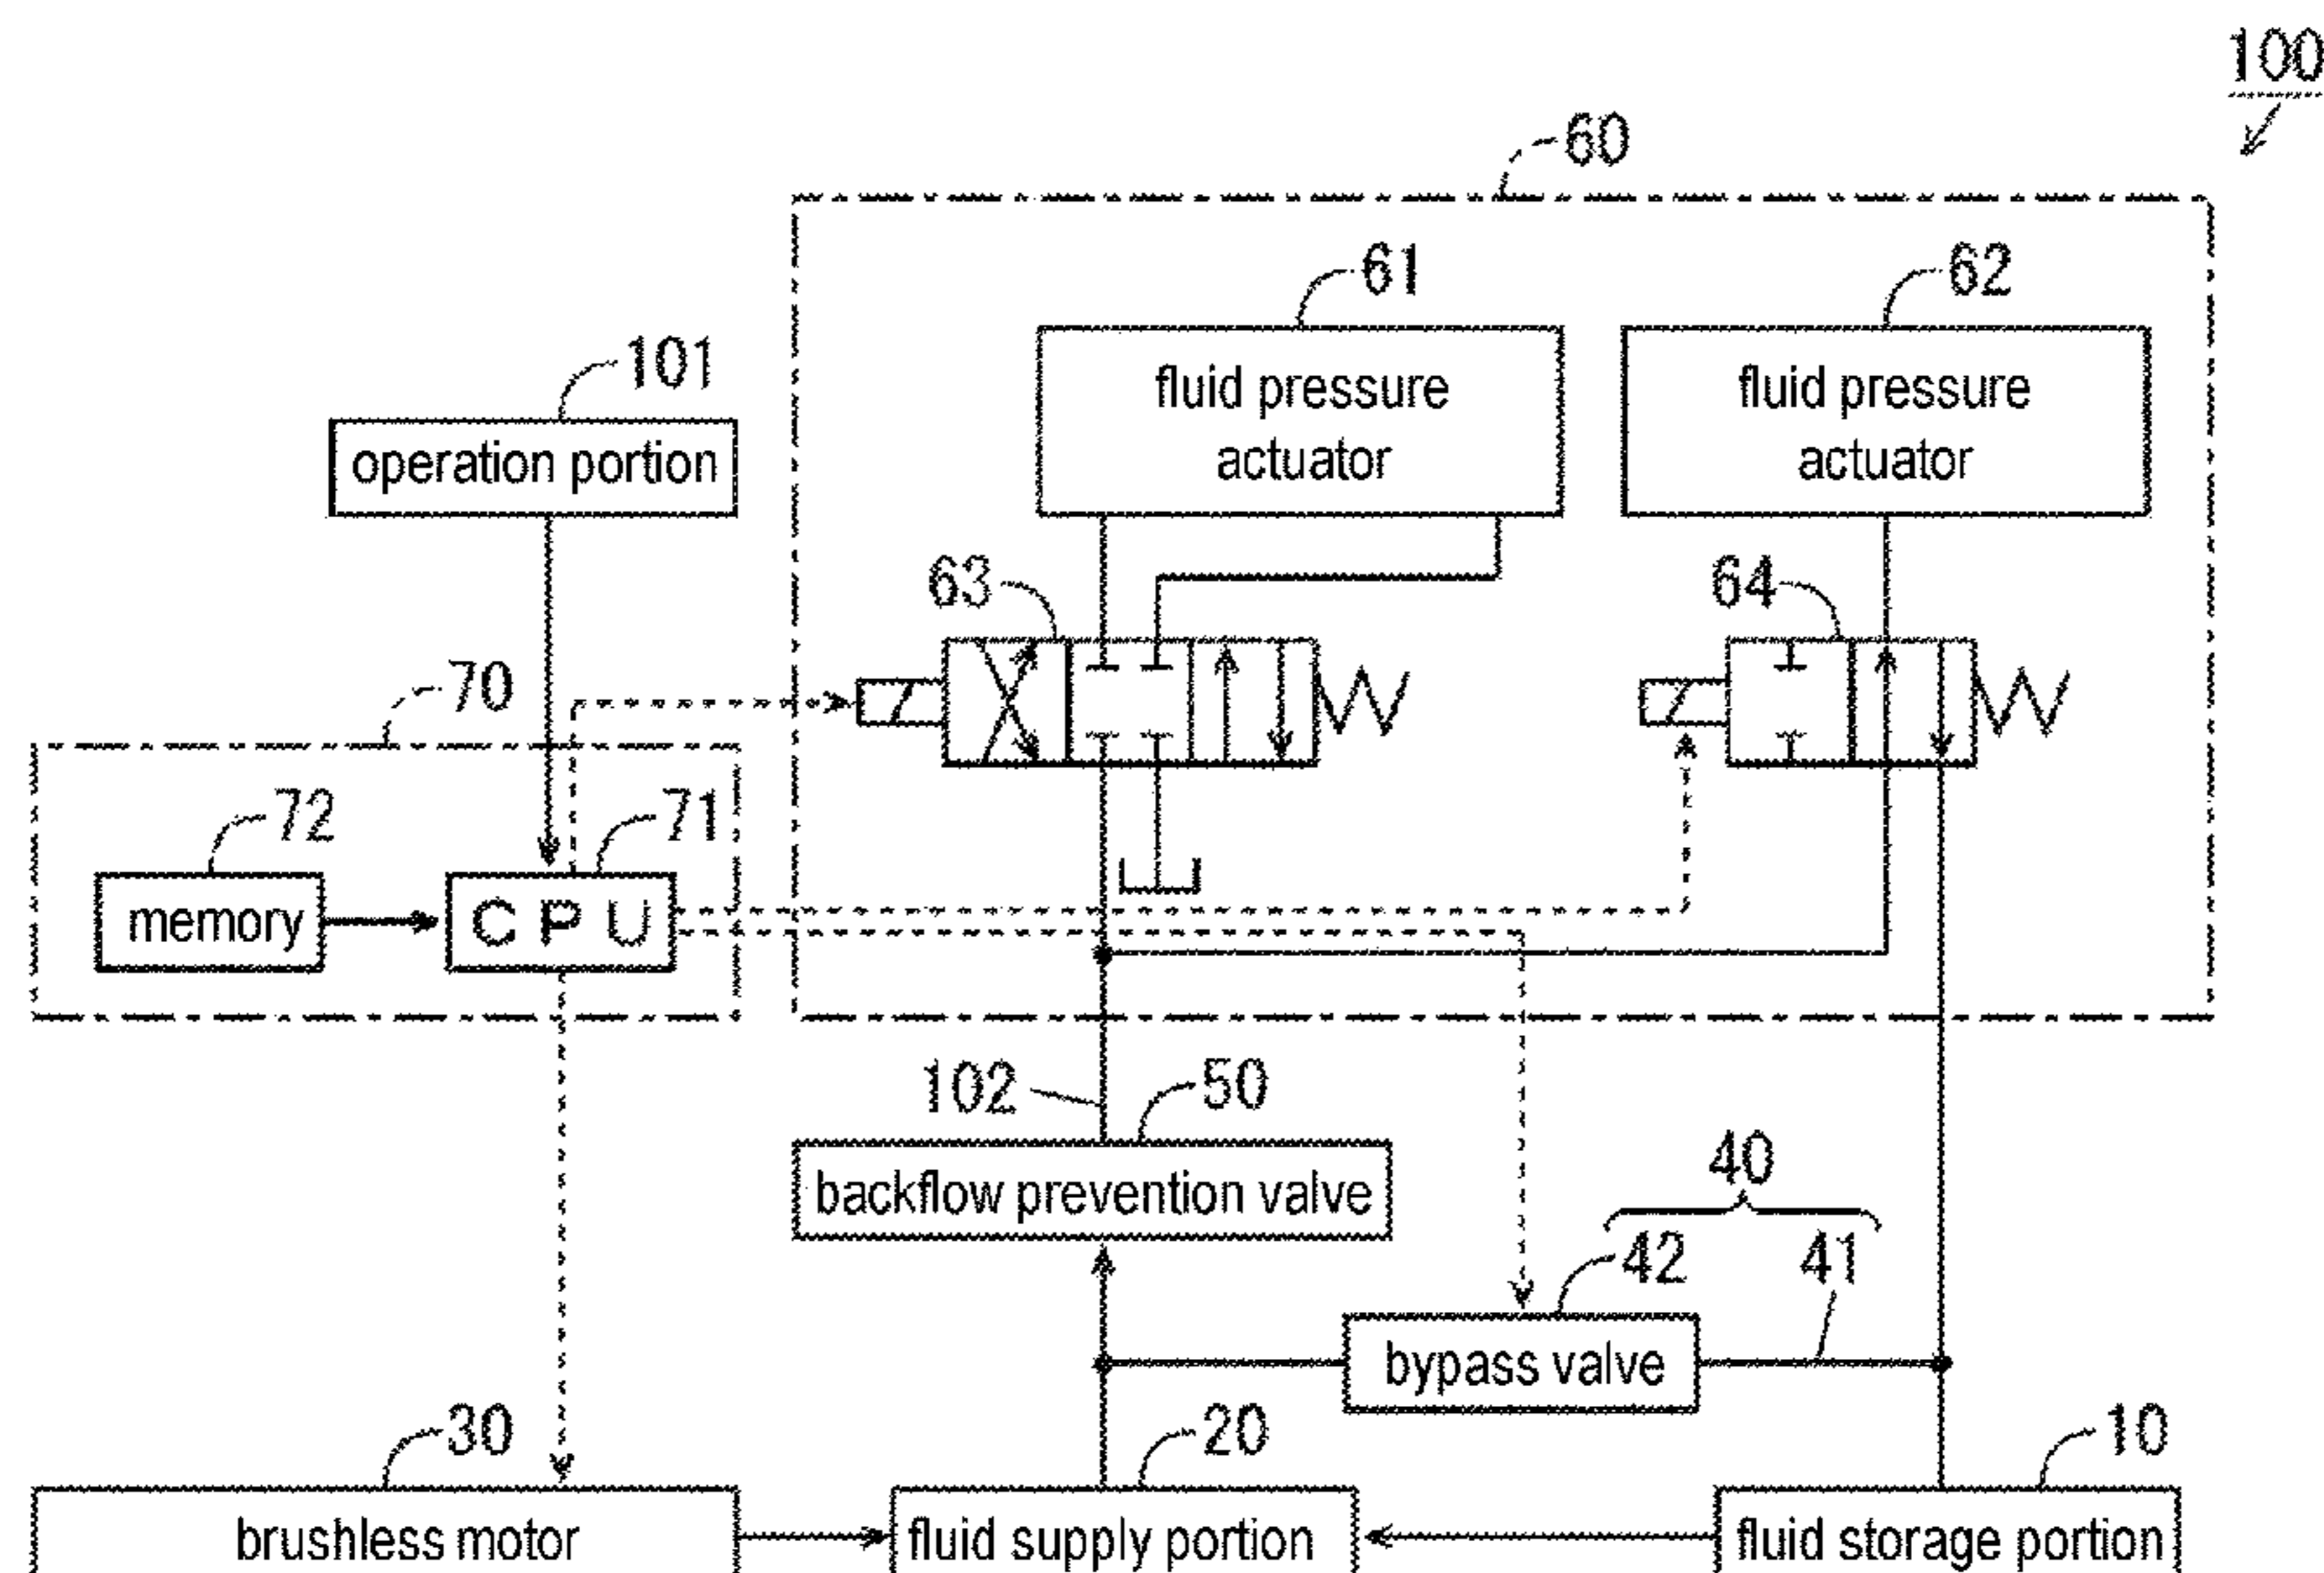 100
60
61
62
fluid pressure
actuator
fluid pressure
actuator
101
operation portion
63
64
70
72
71
memory
CPU
102
50
backflow prevention valve
40
42
41
bypass valve
30
20
10
brushless motor
fluid supply portion
fluid storage portion